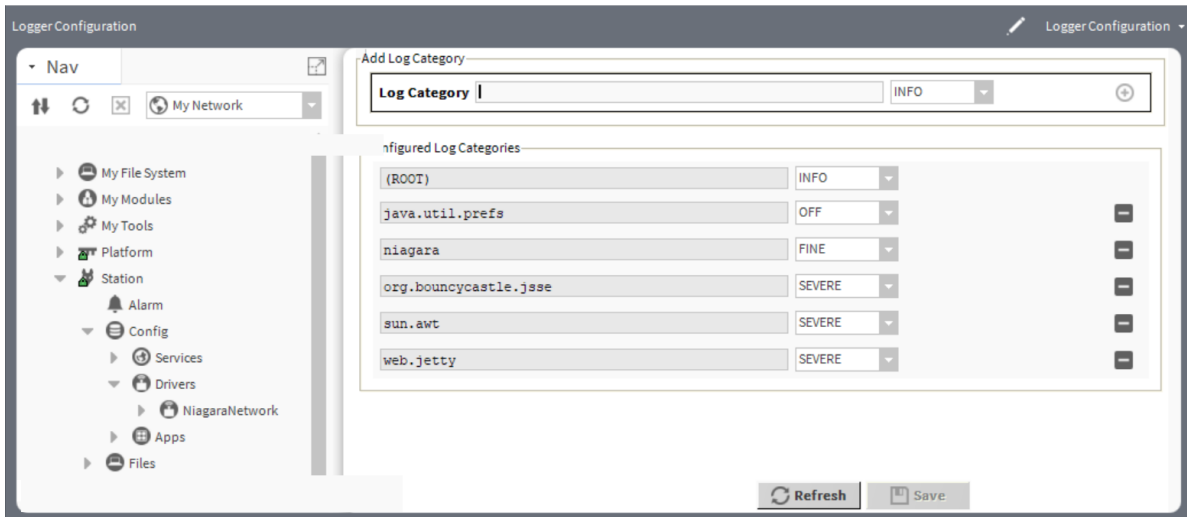 Logger Configuration
Logger Configuration
Nav
My Network
My File System
My Modules
My Tools
Platform
Station
Alarm
Config
Services
Drivers
NiagaraNetwork
Apps
Files
Add Log Category
Log Category INFO
nfigured Log Categories
(ROOT) INFO
java.util.prefs OFF
niagara FINE
org.bouncycastle.jsse SEVERE
sun.awt SEVERE
web.jetty SEVERE
Refresh Save